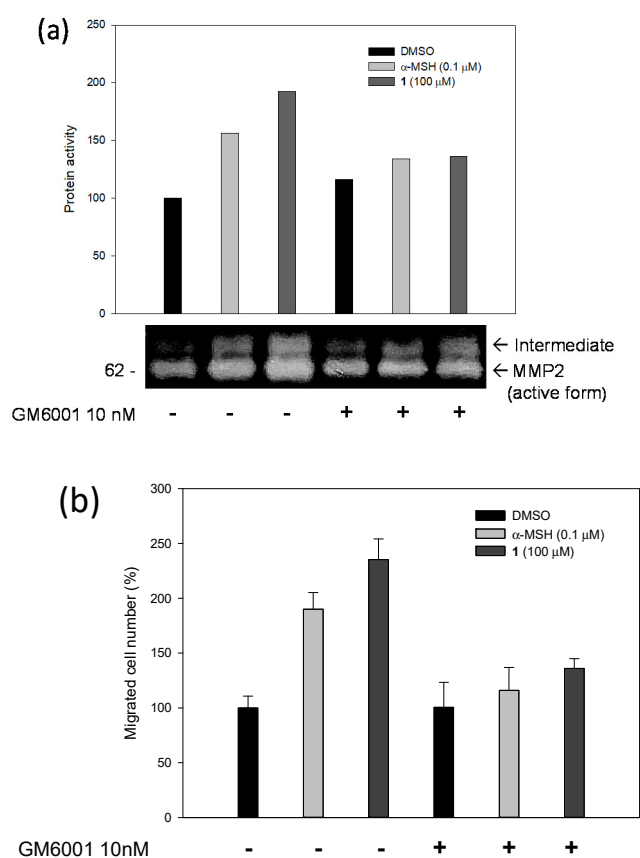 (a)
250
200
150
100
50
0
Protein activity
DMSO
α-MSH (0.1 μM)
1 (100 μM)
62 -
← Intermediate
← MMP2
(active form)
GM6001 10 nM - - - + + +
(b)
300
250
200
150
100
50
0
Migrated cell number (%)
DMSO
α-MSH (0.1 μM)
1 (100 μM)
GM6001 10nM - - - + + +